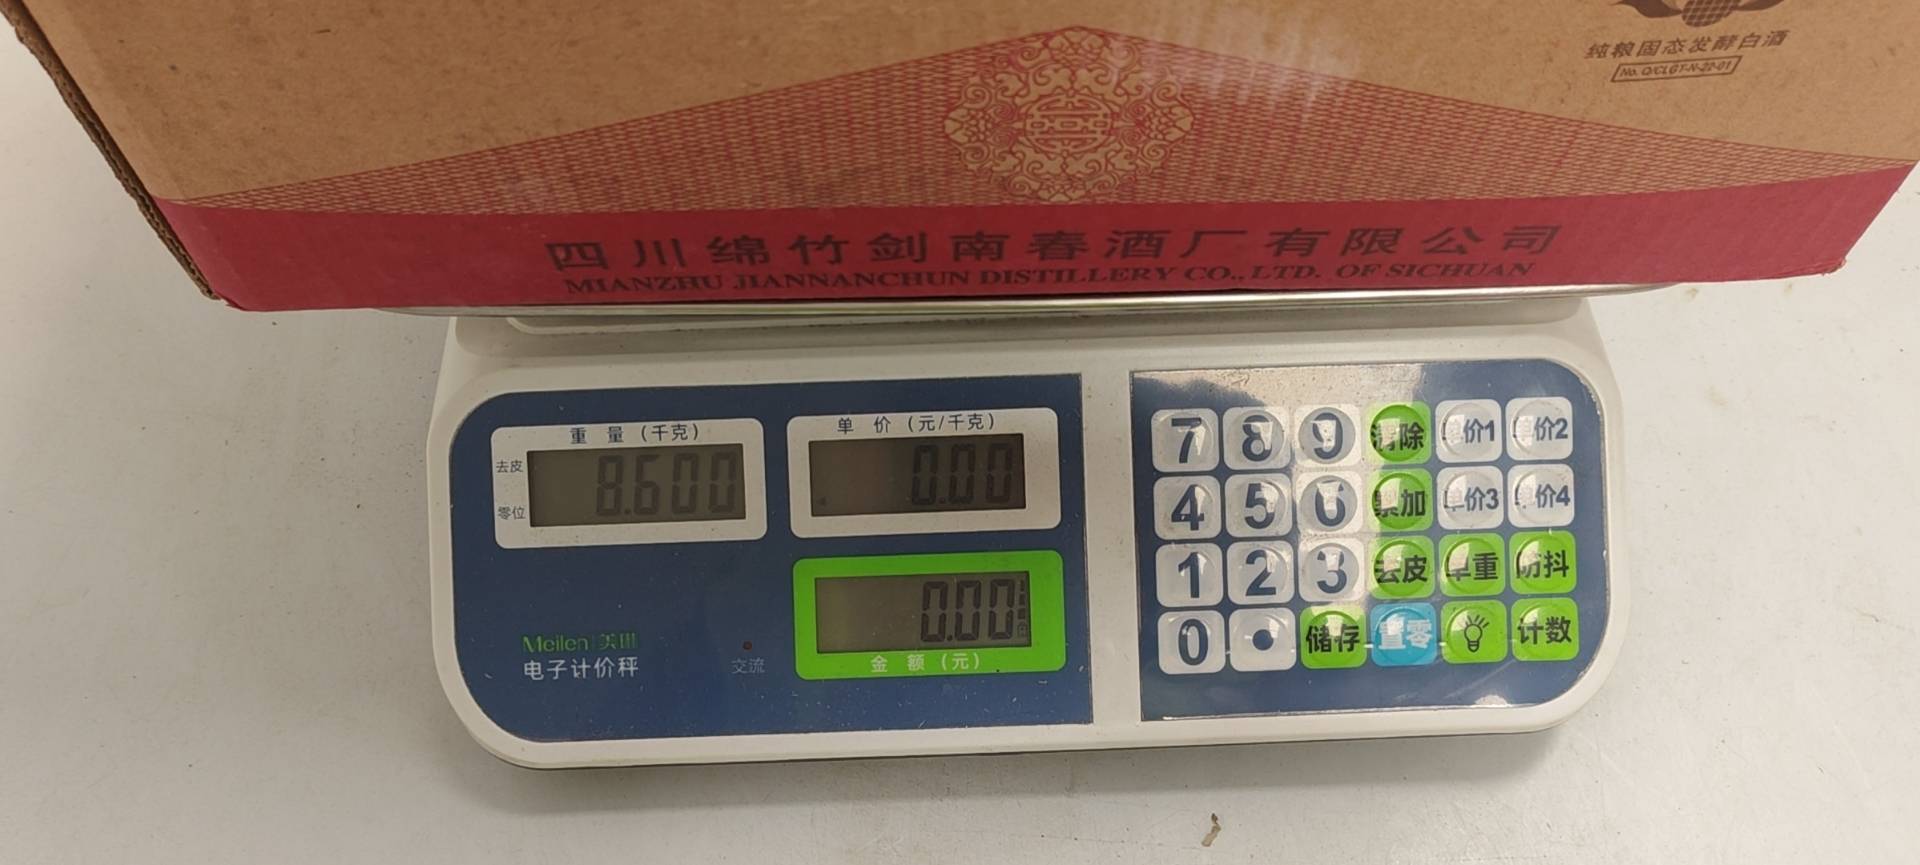 纯粮固态发酵白酒
No. Q/CLGT-N-22-01
四川绵竹剑南春酒厂有限公司
MIANZHU JIANNANCHUN DISTILLERY CO., LTD. OF SICHUAN
重 量 (千克)
去皮
零位
8.600
单 价 (元/千克)
0.00
0.00
金 额 (元)
Meilen 美田
电子计价秤
交流
7 8 9 清除 单价1 单价2
4 5 6 累加 单价3 单价4
1 2 3 去皮 单重 防抖
0 . 储存 置零 计数